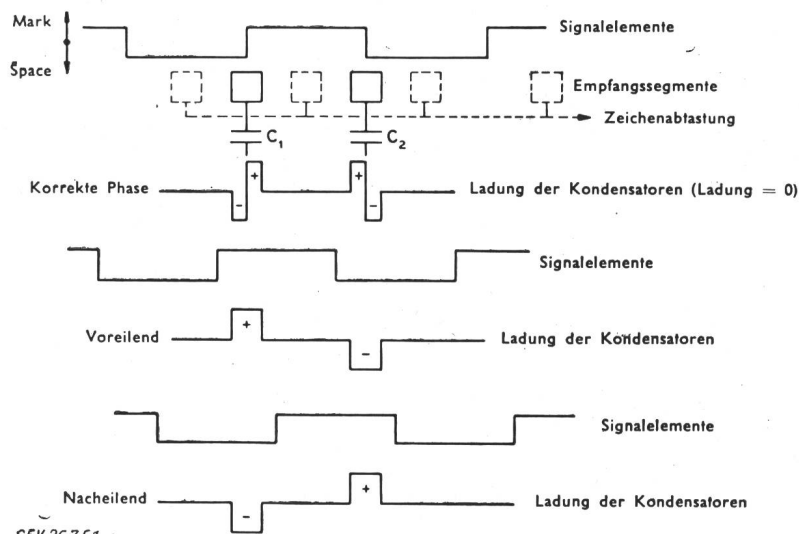 Mark
Signalelemente
Space
Empfangssegmente
Zeichenabtastung
C1 C2
+ +
Korrekte Phase
Ladung der Kondensatoren (Ladung = 0)
- -
Signalelemente
+
Voreilend
Ladung der Kondensatoren
-
Signalelemente
+
Nacheilend
Ladung der Kondensatoren
-